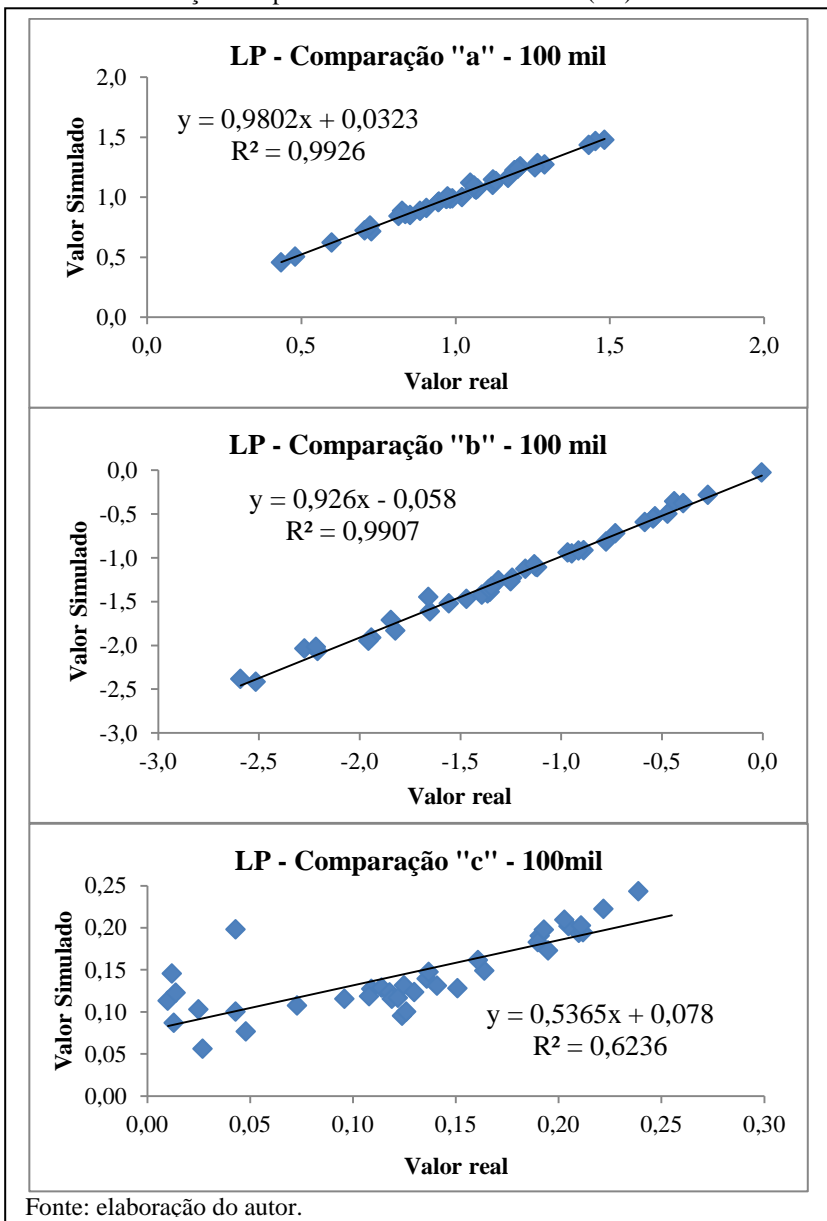 LP - Comparação "a" - 100 mil
y = 0,9802x + 0,0323
R² = 0,9926
Valor Simulado
2,0
1,5
1,0
0,5
0,0
0,0 0,5 1,0 1,5 2,0
Valor real
LP - Comparação "b" - 100 mil
y = 0,926x - 0,058
R² = 0,9907
Valor Simulado
0,0
-0,5
-1,0
-1,5
-2,0
-2,5
-3,0
-3,0 -2,5 -2,0 -1,5 -1,0 -0,5 0,0
Valor real
LP - Comparação "c" - 100mil
Valor Simulado
0,25
0,20
0,15
0,10
0,05
0,00
y = 0,5365x + 0,078
R² = 0,6236
0,00 0,05 0,10 0,15 0,20 0,25 0,30
Valor real
Fonte: elaboração do autor.